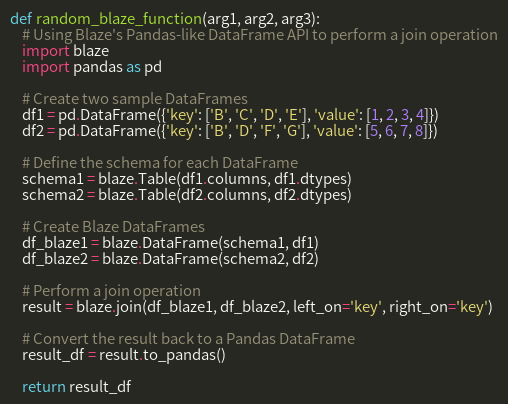 def random_blaze_function(arg1, arg2, arg3):
# Using Blaze's Pandas-like DataFrame API to perform a join operation
import blaze
import pandas as pd
# Create two sample DataFrames
df1 = pd.DataFrame({'key': ['B', 'C', 'D', 'E'], 'value': [1, 2, 3, 4]})
df2 = pd.DataFrame({'key': ['B', 'D', 'F', 'G'], 'value': [5, 6, 7, 8]})
# Define the schema for each DataFrame
schema1 = blaze.Table(df1.columns, df1.dtypes)
schema2 = blaze.Table(df2.columns, df2.dtypes)
# Create Blaze DataFrames
df_blaze1 = blaze.DataFrame(schema1, df1)
df_blaze2 = blaze.DataFrame(schema2, df2)
# Perform a join operation
result = blaze.join(df_blaze1, df_blaze2, left_on='key', right_on='key')
# Convert the result back to a Pandas DataFrame
result_df = result.to_pandas()
return result_df